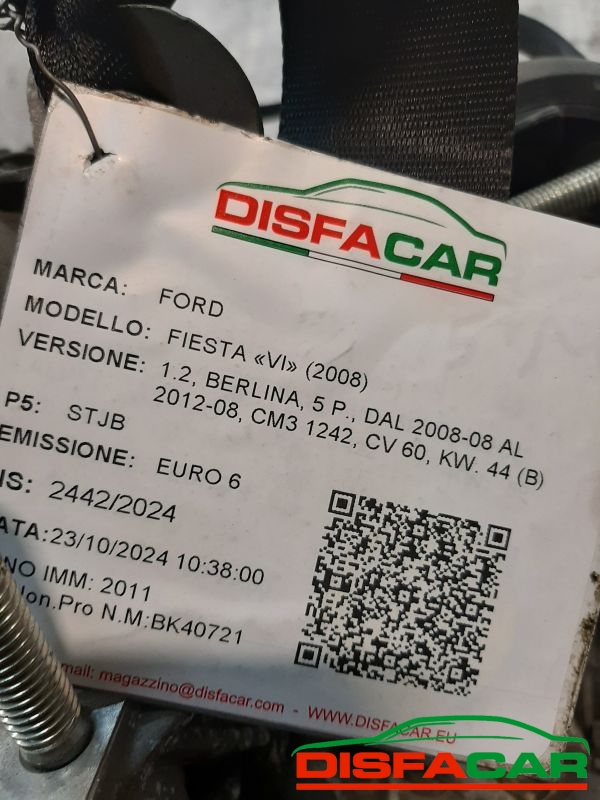 DISFACAR
MARCA: FORD
MODELLO: FIESTA «VI» (2008)
VERSIONE: 1.2, BERLINA, 5 P., DAL 2008-08 AL
2012-08, CM3 1242, CV 60, KW. 44 (B)
P5: STJB
EMISSIONE: EURO 6
IS: 2442/2024
ATA:23/10/2024 10:38:00
NO IMM: 2011
Non.Pro N.M:BK40721
mail: magazzino@disfacar.com - WWW.DISFACAR.EU
DISFACAR